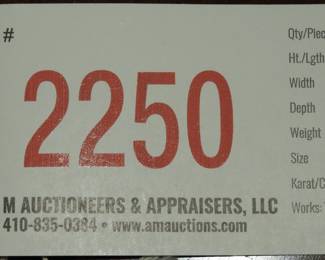 #
2250
M AUCTIONEERS & APPRAISERS, LLC
410-835-0384 • www.amauctions.com
Qty/Piec
Ht./Lgth
Width
Depth
Weight
Size
Karat/C
Works: